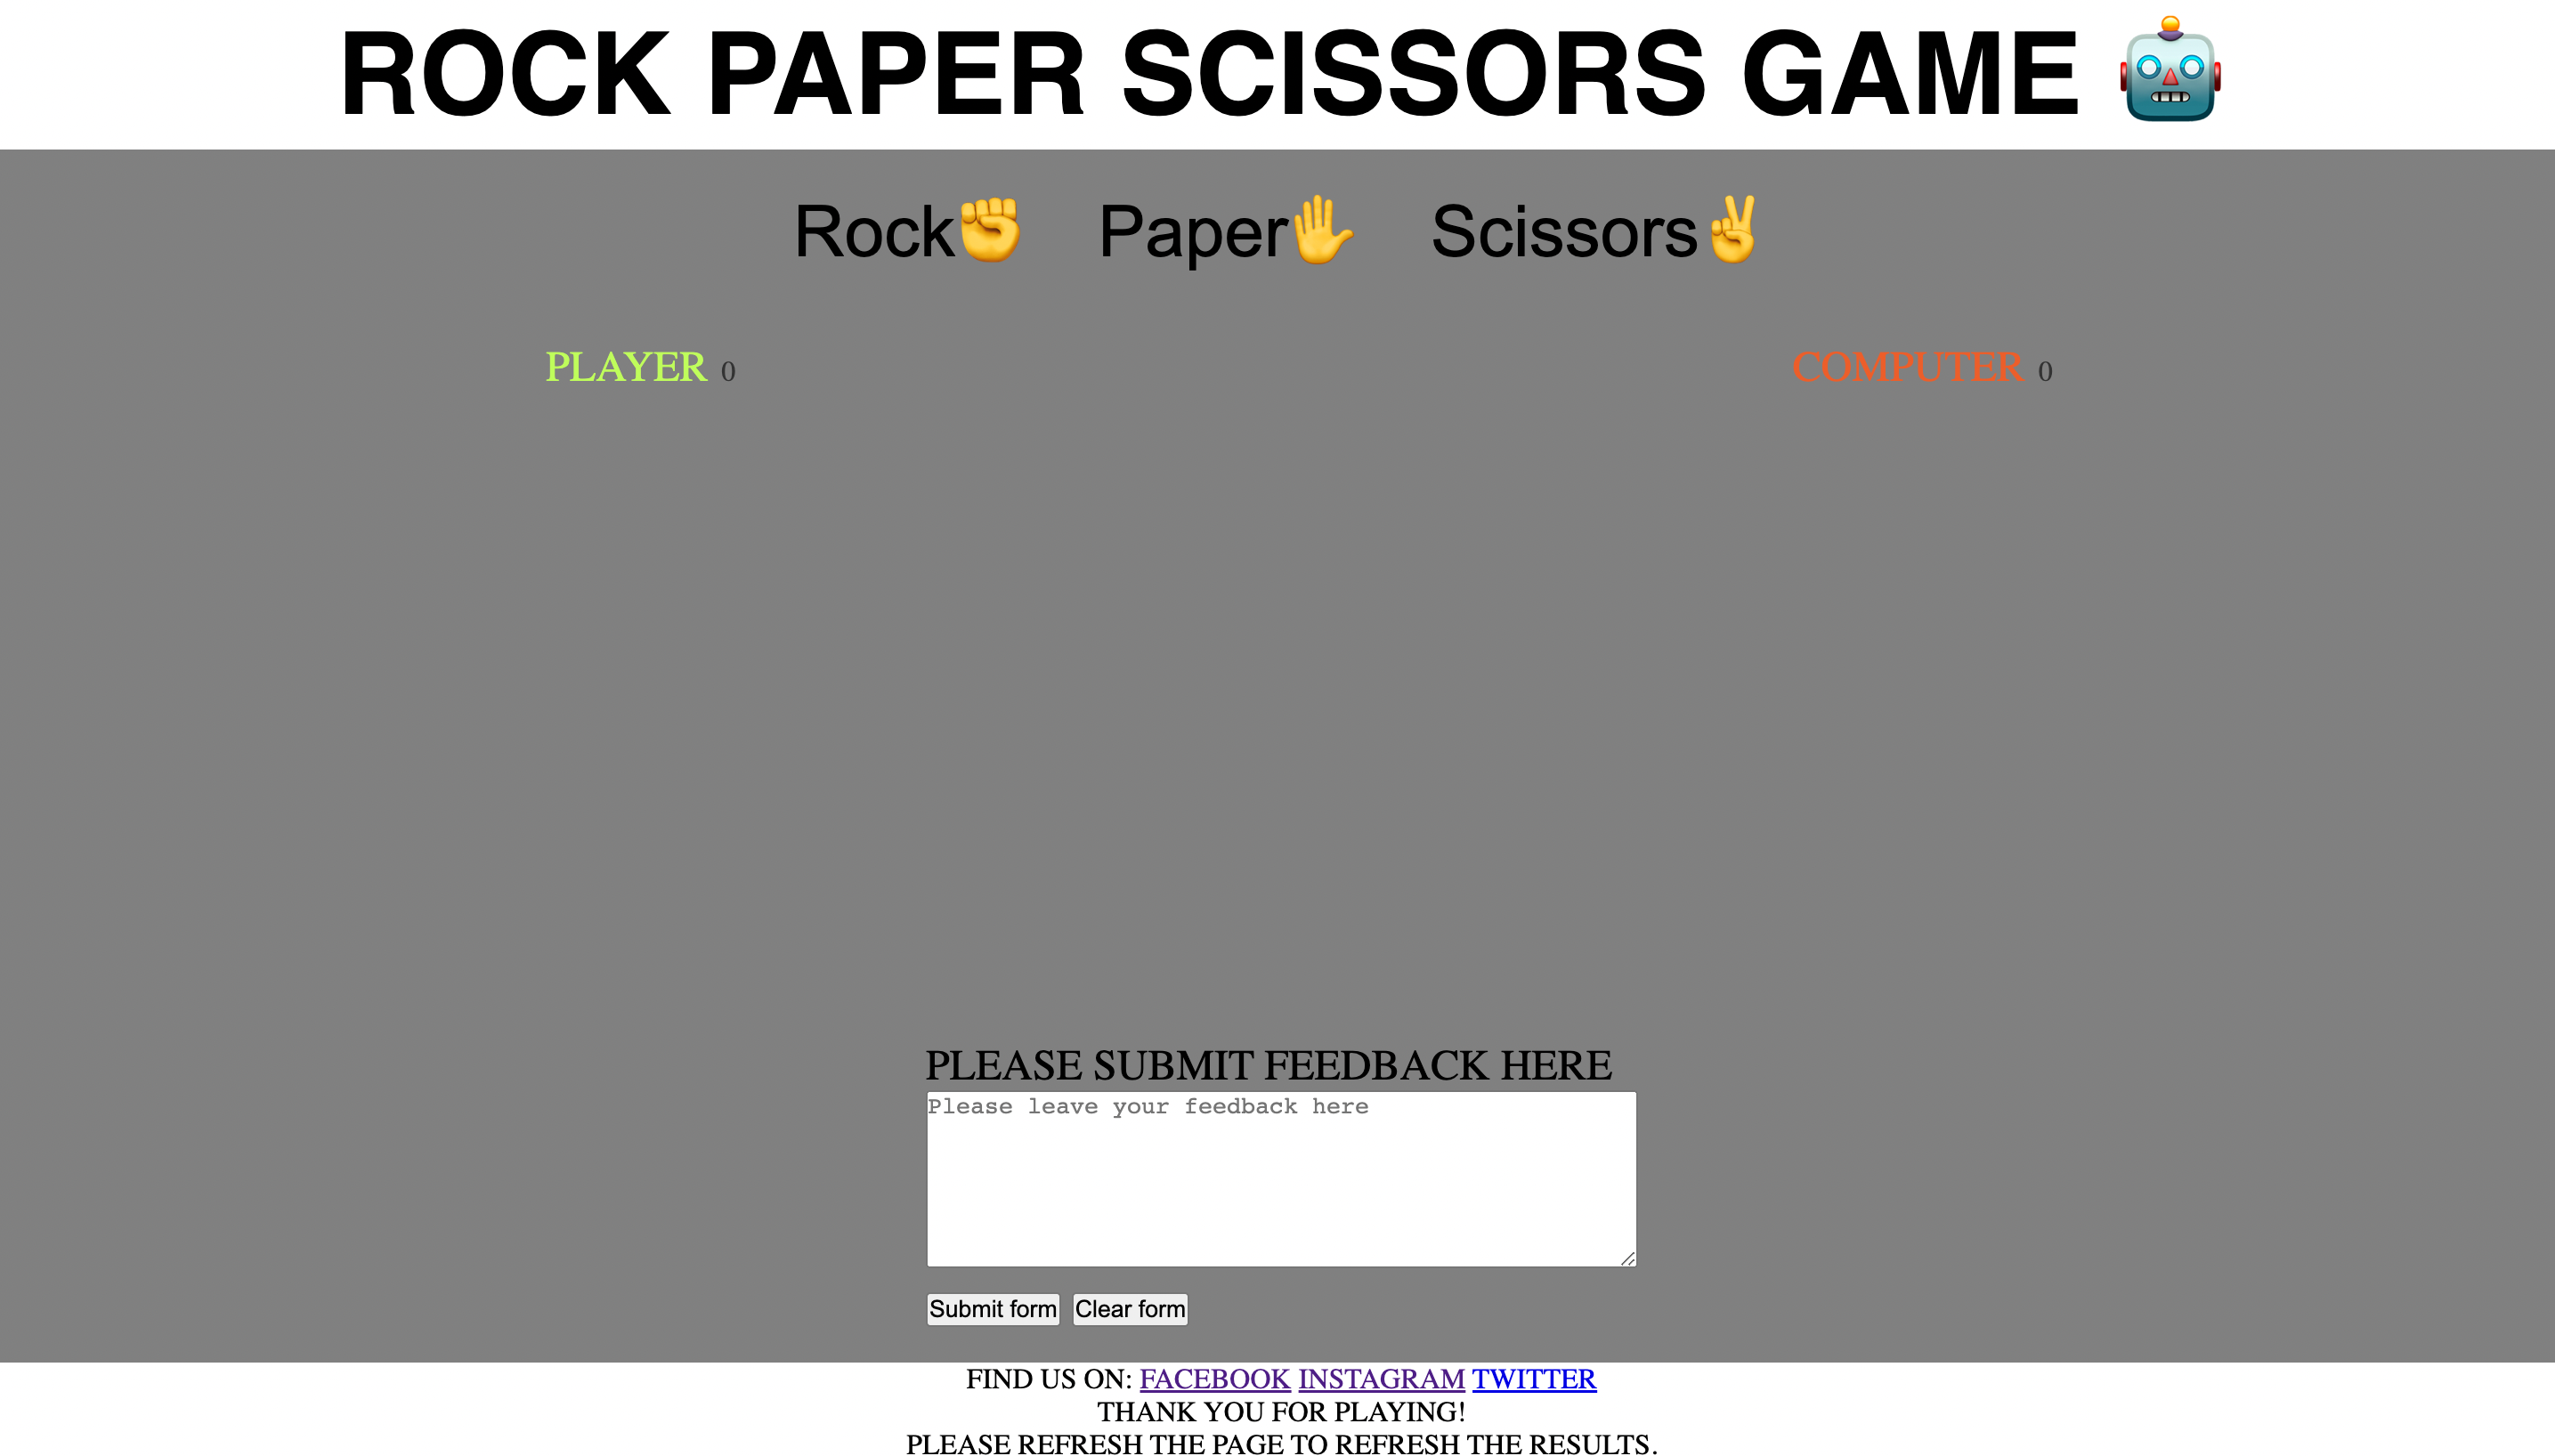 ROCK PAPER SCISSORS GAME 🤖
Rock✊ Paper🖐 Scissors✌
PLAYER 0 COMPUTER 0
PLEASE SUBMIT FEEDBACK HERE
Please leave your feedback here
Submit form Clear form
FIND US ON: FACEBOOK INSTAGRAM TWITTER
THANK YOU FOR PLAYING!
PLEASE REFRESH THE PAGE TO REFRESH THE RESULTS.